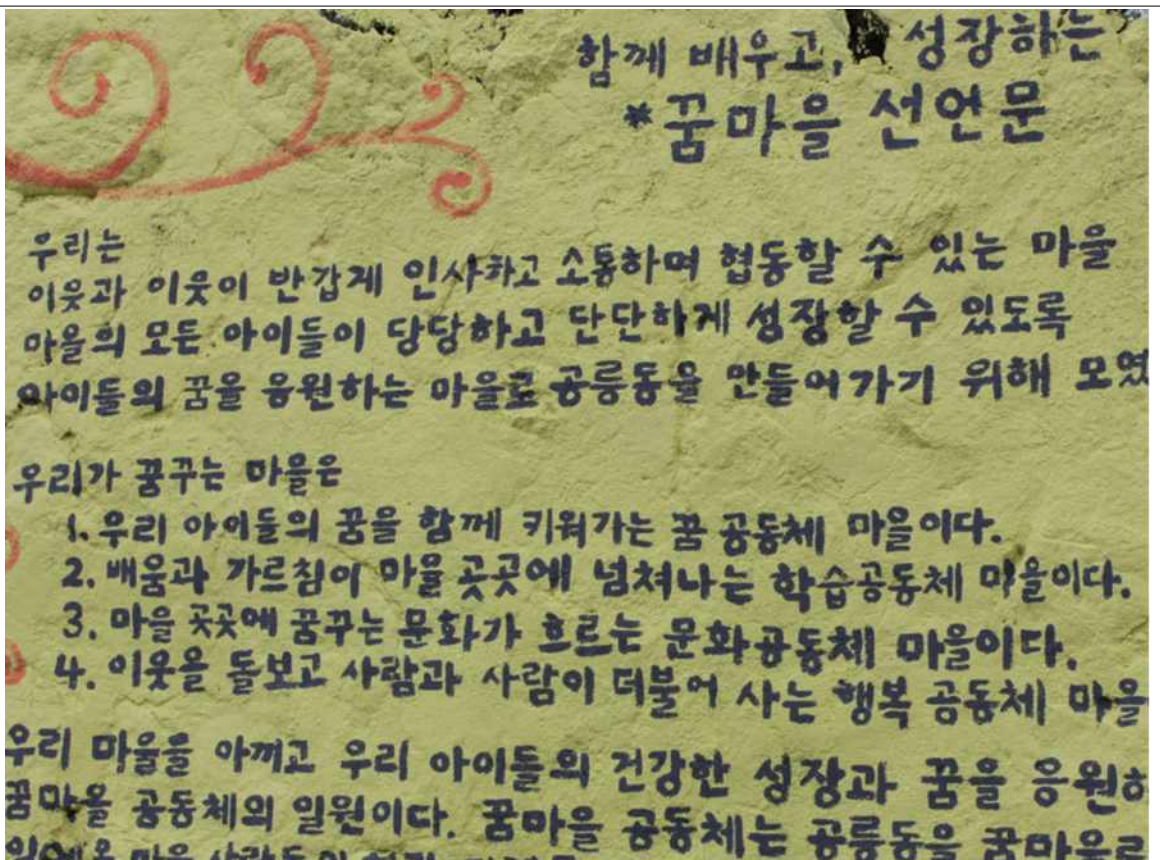 함께 배우고, 성장하는
*꿈마을 선언문
우리는
이웃과 이웃이 반갑게 인사하고 소통하며 협동할 수 있는 마을
마을의 모든 아이들이 당당하고 단단하게 성장할 수 있도록
아이들의 꿈을 응원하는 마을로 공릉동을 만들어가기 위해 모였
우리가 꿈꾸는 마을은
1. 우리 아이들의 꿈을 함께 키워가는 꿈 공동체 마을이다.
2. 배움과 가르침이 마을 곳곳에 넘쳐나는 학습공동체 마을이다.
3. 마을 곳곳에 꿈꾸는 문화가 흐르는 문화공동체 마을이다.
4. 이웃을 돌보고 사람과 사람이 더불어 사는 행복 공동체 마을
우리 마을을 아끼고 우리 아이들의 건강한 성장과 꿈을 응원하
꿈마을 공동체의 일원이다. 꿈마을 공동체는 공릉동을 꿈마을로
마을 사람들의